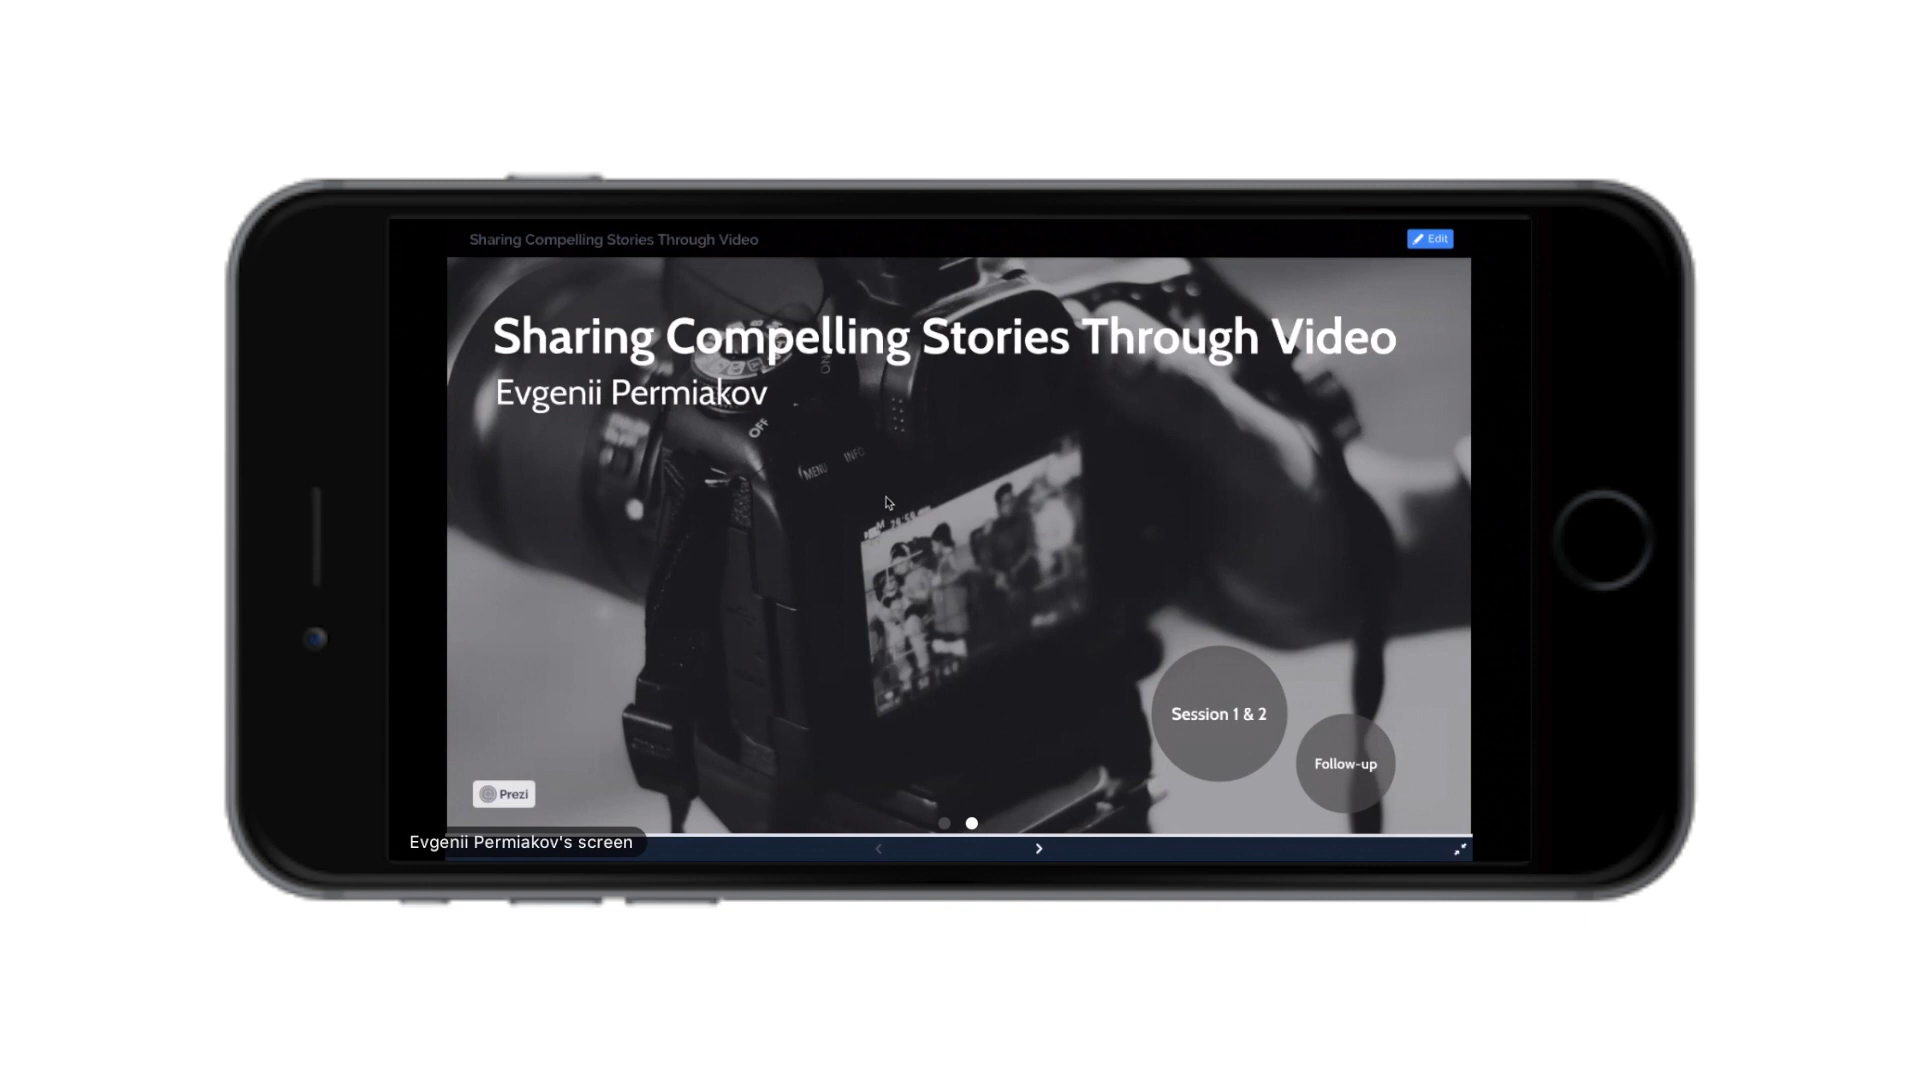 Sharing Compelling Stories Through Video
Edit
Sharing Compelling Stories Through Video
Evgenii Permiakov
ON
OFF
MENU
INFO
M
Session 1 & 2
Follow-up
Prezi
Evgenii Permiakov's screen